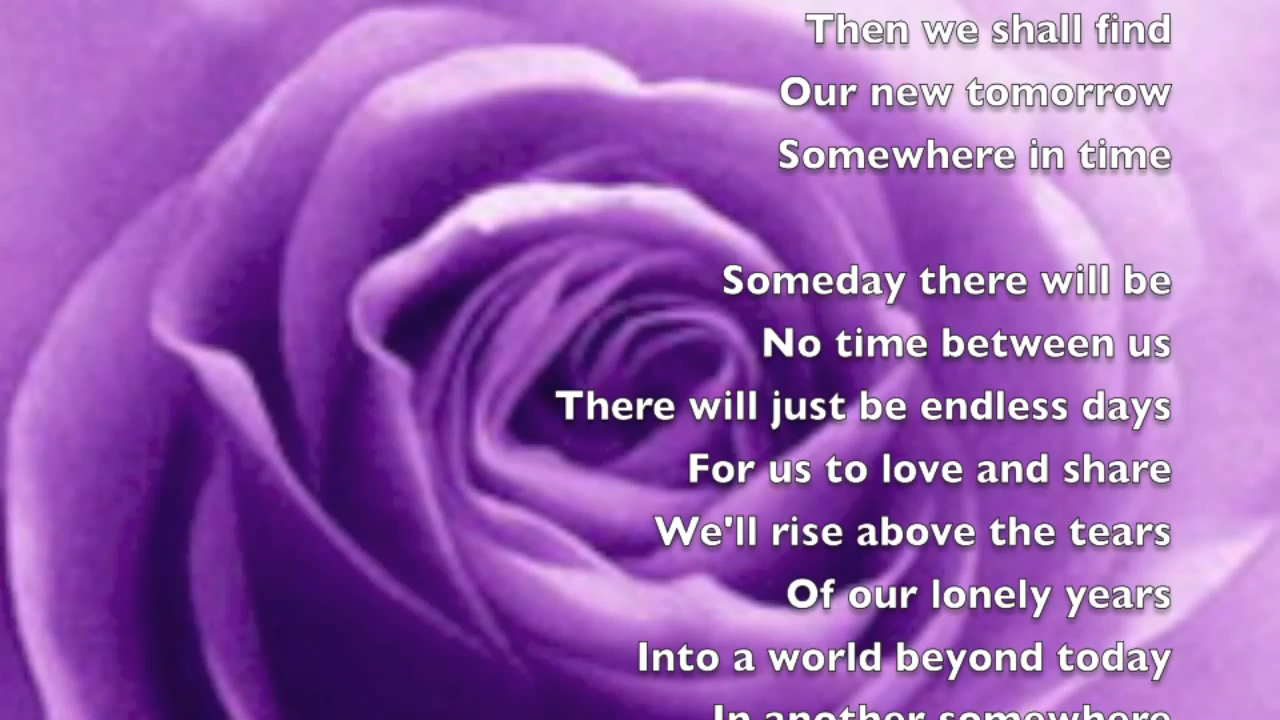 Then we shall find
Our new tomorrow
Somewhere in time
Someday there will be
No time between us
There will just be endless days
For us to love and share
We'll rise above the tears
Of our lonely years
Into a world beyond today
In another somewhere